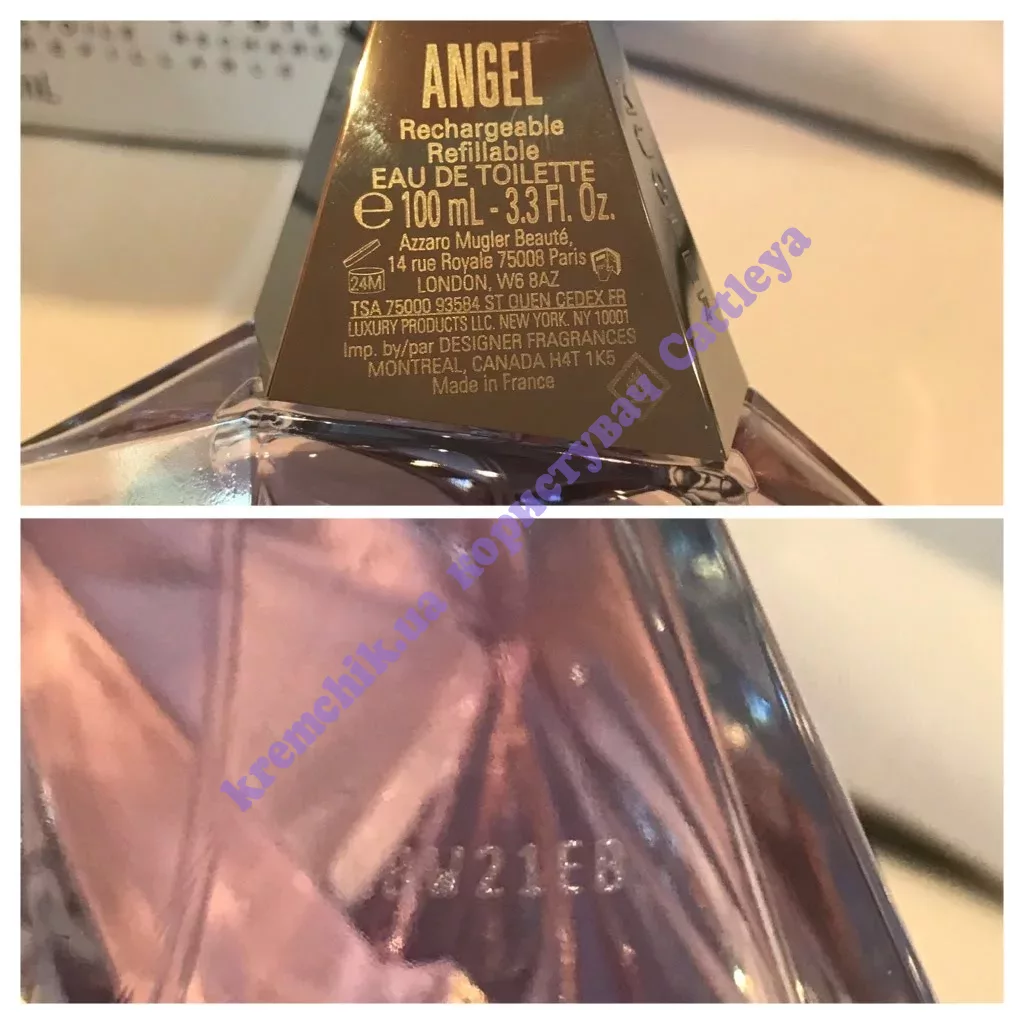 ML
ANGEL
Rechargeable
Refillable
EAU DE TOILETTE
℮ 100 mL - 3.3 Fl. Oz.
Azzaro Mugler Beauté,
14 rue Royale 75008 Paris
24M
LONDON, W6 8AZ
TSA 75000 93584 ST OUEN CEDEX FR
LUXURY PRODUCTS LLC. NEW YORK. NY 10001
Imp. by/par DESIGNER FRAGRANCES
MONTREAL, CANADA H4T 1K5
Made in France
kremchik.ua користувач Cattleya
W21E8